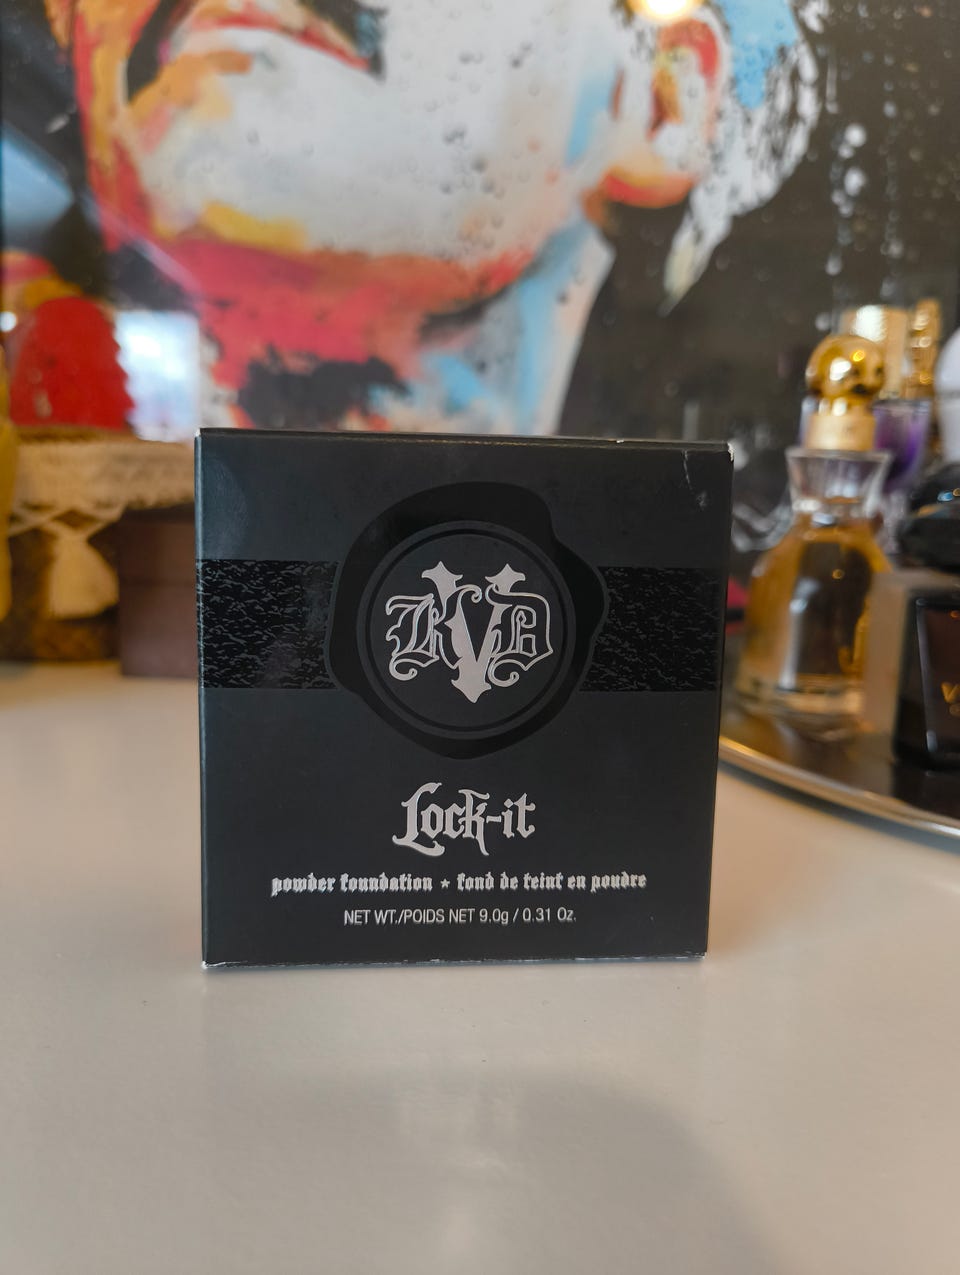 KVD
Lock-it
powder foundation ★ fond de teint en poudre
NET WT./POIDS NET 9.0g / 0.31 Oz.